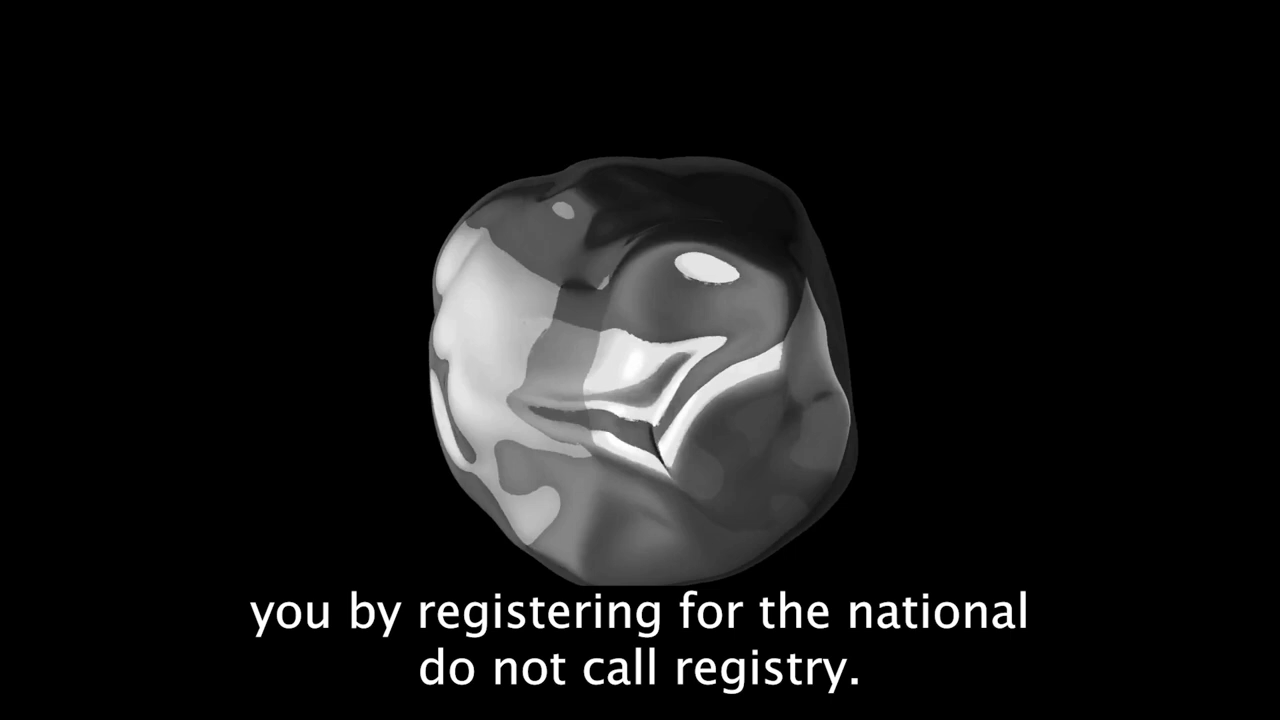 you by registering for the national
do not call registry.